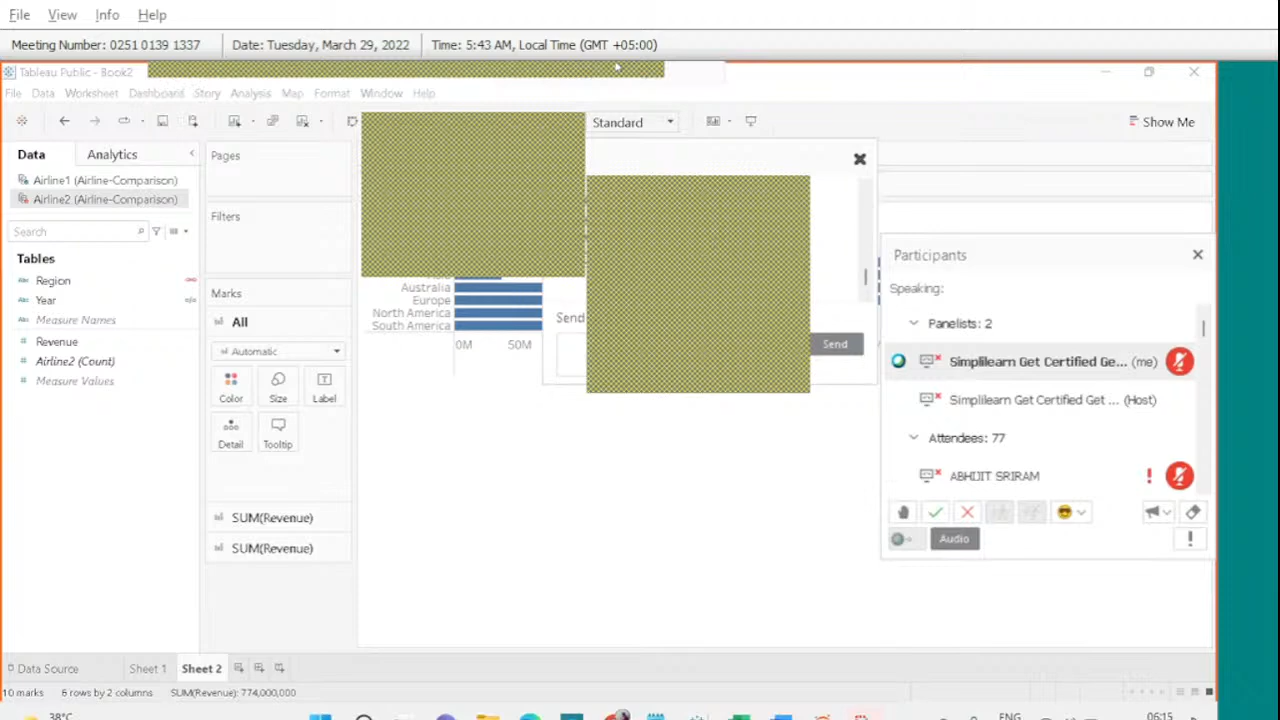 File View Info Help
Meeting Number: 0251 0139 1337 Date: Tuesday, March 29, 2022 Time: 5:43 AM, Local Time (GMT +05:00)
Tableau Public - Book2
File Data Worksheet Dashboard Story Analysis Map Format Window Help
Standard
Show Me
Data Analytics
Pages
Airline1 (Airline-Comparison)
Airline2 (Airline-Comparison)
Search
Filters
Tables
Region
Year
Measure Names
Revenue
Airline2 (Count)
Measure Values
Marks
All
Automatic
Color Size Label
Detail Tooltip
SUM(Revenue)
SUM(Revenue)
Australia
Europe
North America
South America
0M 50M
Send
Send
Participants
Speaking:
Panelists: 2
Simplilearn Get Certified Ge... (me)
Simplilearn Get Certified Get ... (Host)
Attendees: 77
ABHIJIT SRIRAM
Audio
Data Source Sheet 1 Sheet 2
10 marks 6 rows by 2 columns SUM(Revenue): 774,000,000
38°C
ENG
06:15